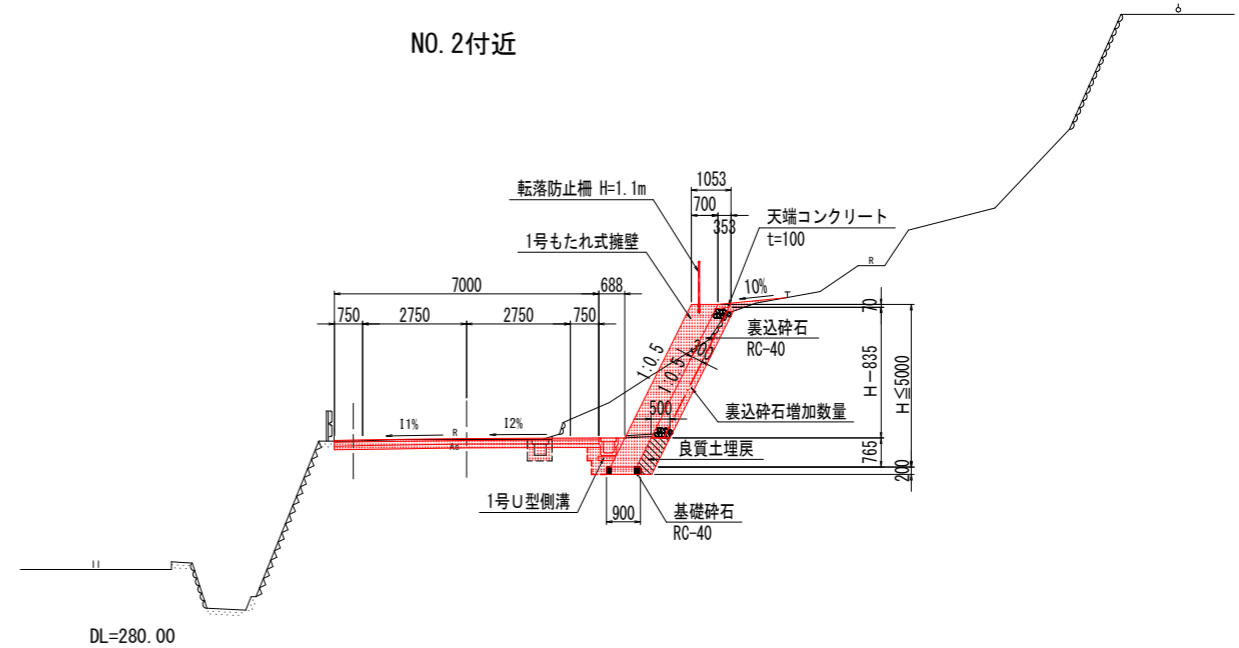 NO.2付近
1053
転落防止柵 H=1.1m
700
353
天端コンクリート
t=100
1号もたれ式擁壁
R
7000
688
10%
T
70
750
2750
2750
750
裏込砕石
RC-40
1:0.5
1:0.5
300
H-835
H≦5000
500
裏込砕石増加数量
I1%
R
I2%
As
良質土埋戻
765
1号U型側溝
900
基礎砕石
RC-40
200
DL=280.00